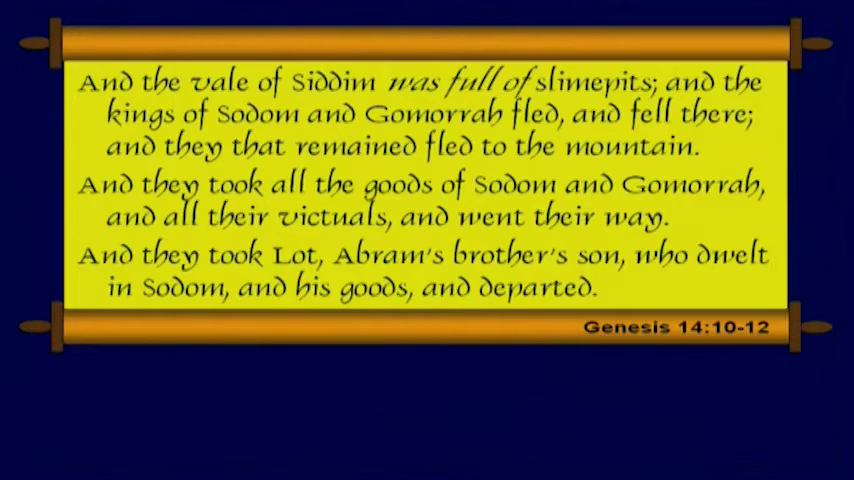 And the vale of Siddim was full of slimepits; and the
kings of Sodom and Gomorrah fled, and fell there;
and they that remained fled to the mountain.
And they took all the goods of Sodom and Gomorrah,
and all their victuals, and went their way.
And they took Lot, Abram's brother's son, who dwelt
in Sodom, and his goods, and departed.
Genesis 14:10-12